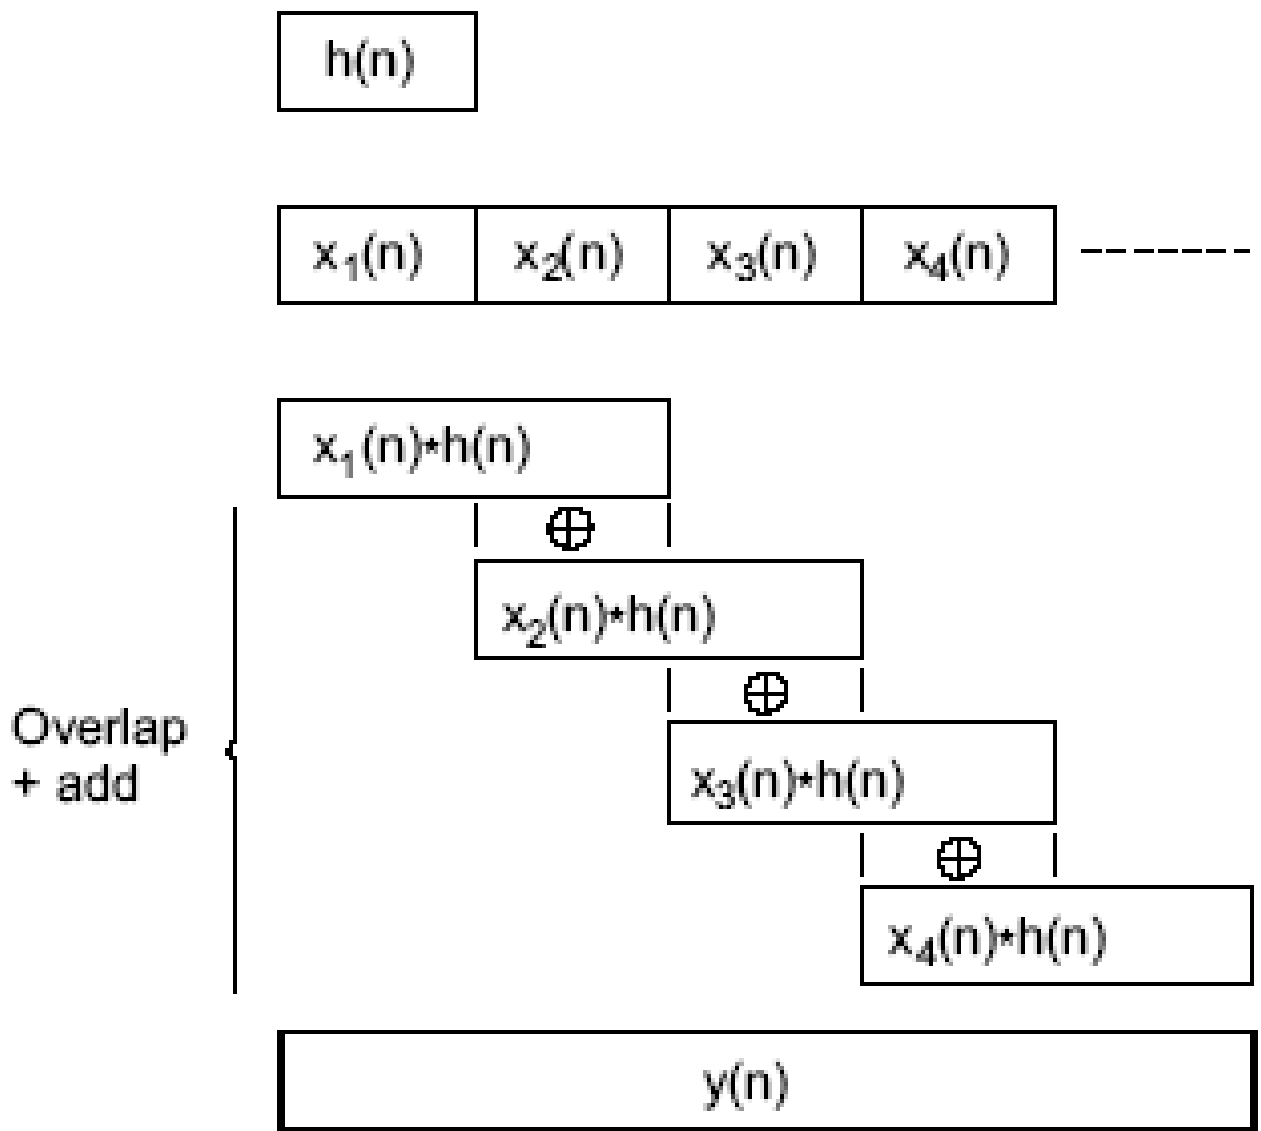 h(n)
x₁(n) x₂(n) x₃(n) x₄(n)
x₁(n)*h(n)
x₂(n)*h(n)
Overlap
+ add
x₃(n)*h(n)
x₄(n)*h(n)
y(n)